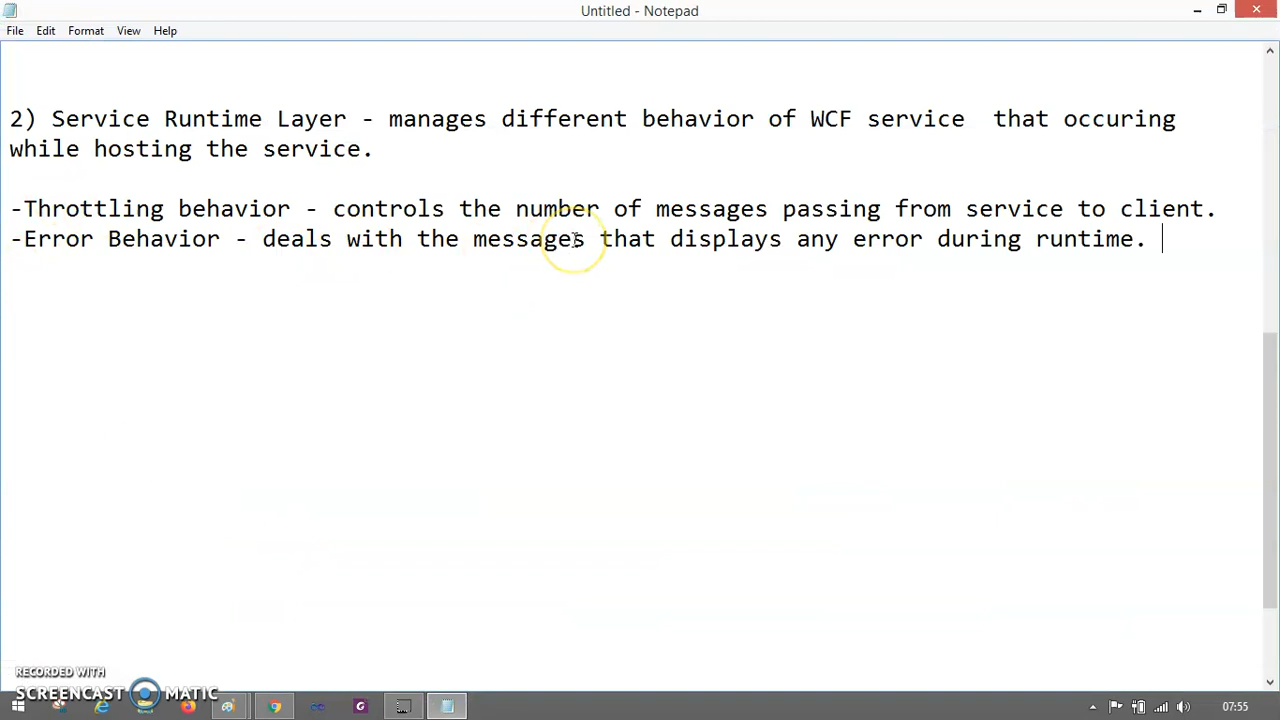 Untitled - Notepad
File Edit Format View Help
2) Service Runtime Layer - manages different behavior of WCF service  that occuring
while hosting the service.
-Throttling behavior - controls the number of messages passing from service to client.
-Error Behavior - deals with the messages that displays any error during runtime.
RECORDED WITH
SCREENCAST MATIC
07:55